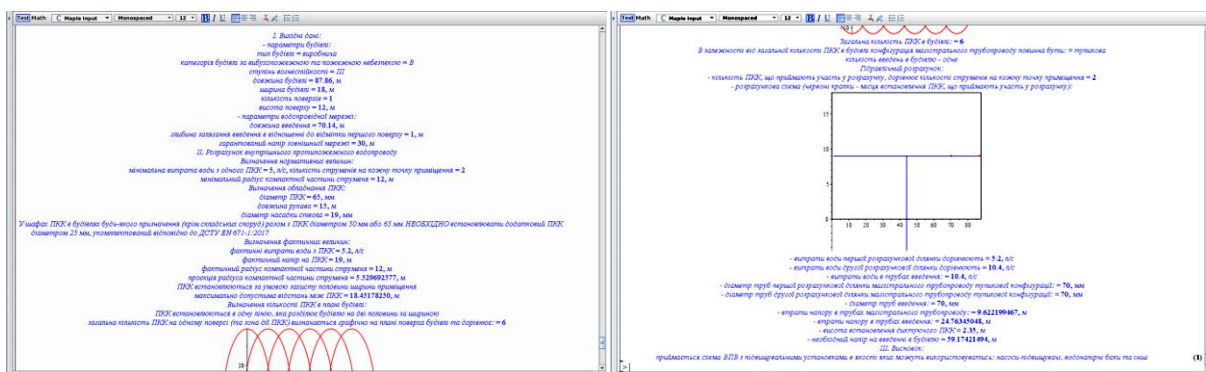 Text Math C Maple Input Monospaced 12 B I U
I. Вихідні дані:
- параметри будівлі:
тип будівлі = виробнича
категорія будівлі за вибухопожежною та пожежною небезпекою = В
ступінь вогнестійкості = III
довжина будівлі = 87.86, м
ширина будівлі = 18, м
кількість поверхів = 1
висота поверху = 12, м
- параметри водопровідної мережі:
довжина введення = 70.14, м
глибина залягання введення в відношенні до відмітки першого поверху = 1, м
гарантований напір зовнішньої мережі = 30, м
II. Розрахунок внутрішнього протипожежного водопроводу
Визначення нормативних величин:
мінімальна витрата води з одного ПКК = 5, л/с, кількість струменів на кожну точку приміщення = 2
мінімальний радіус компактної частини струменя = 12, м
Визначення обладнання ПКК:
діаметр ПКК = 65, мм
довжина рукава = 15, м
діаметр насадки ствола = 19, мм
У шафах ПКК в будівлях будь-якого призначення (крім складських споруд) разом з ПКК діаметром 50 мм або 65 мм НЕОБХІДНО встановлювати додатковий ПКК
діаметром 25 мм, укомплектований відповідно до ДСТУ EN 671-1:2017
Визначення фактичних величин:
фактичні витрати води з ПКК = 5.2, л/с
фактичний напір на ПКК = 19, м
фактичний радіус компактної частини струменя = 12, м
проєкція радіуса компактної частини струменя = 5.529692577, м
ПКК встановлюються за умовою захисту половини ширини приміщення
максимально допустима відстань між ПКК = 18.45178250, м
Визначення кількості ПКК в плані будівлі:
ПКК встановлюються в одну лінію, яка розділює будівлю на дві половини за шириною
загальна кількість ПКК на одному поверсі (та зона дії ПКК) визначається графічно на плані поверха будівлі та дорівнює: = 6
20
Text Math C Maple Input Monospaced 12 B I U
-10
Загальна кількість ПКК в будівлі: = 6
В залежності від загальної кількості ПКК в будівлі конфігурація магістрального трубопроводу повинна бути: = тупикова
кількість введень в будівлю - одне
Гідравлічний розрахунок:
- кількість ПКК, що приймають участь у розрахунку, дорівнює кількості струменів на кожну точку приміщення = 2
- розрахункова схема (червоні крапки - місця встановлення ПКК, що приймають участь у розрахунку):
15
10
5
0
10 20 30 40 50 60 70 80
- витрати води першої розрахункової ділянки дорівнюють = 5.2, л/с
- витрати води другої розрахункової ділянки дорівнюють = 10.4, л/с
- витрати води в трубах введення: = 10.4, л/с
- діаметр труб першої розрахункової ділянки магістрального трубопроводу тупикової конфігурації: = 70, мм
- діаметр труб другої розрахункової ділянки магістрального трубопроводу тупикової конфігурації: = 70, мм
- діаметр труб введення: = 70, мм
- втрати напору в трубах магістрального трубопроводу: = 9.622199467, м
- втрати напору в трубах введення: = 24.76345048, м
- висота встановлення диктуючого ПКК = 2.35, м
- необхідний напір на введенні в будівлю = 59.17421494, м
III. Висновок:
приймається схема ВПВ з підвищувальними установками в якості яких можуть використовуватись: насоси-підвищувачі, водонапірні баки та інше
(1)
>